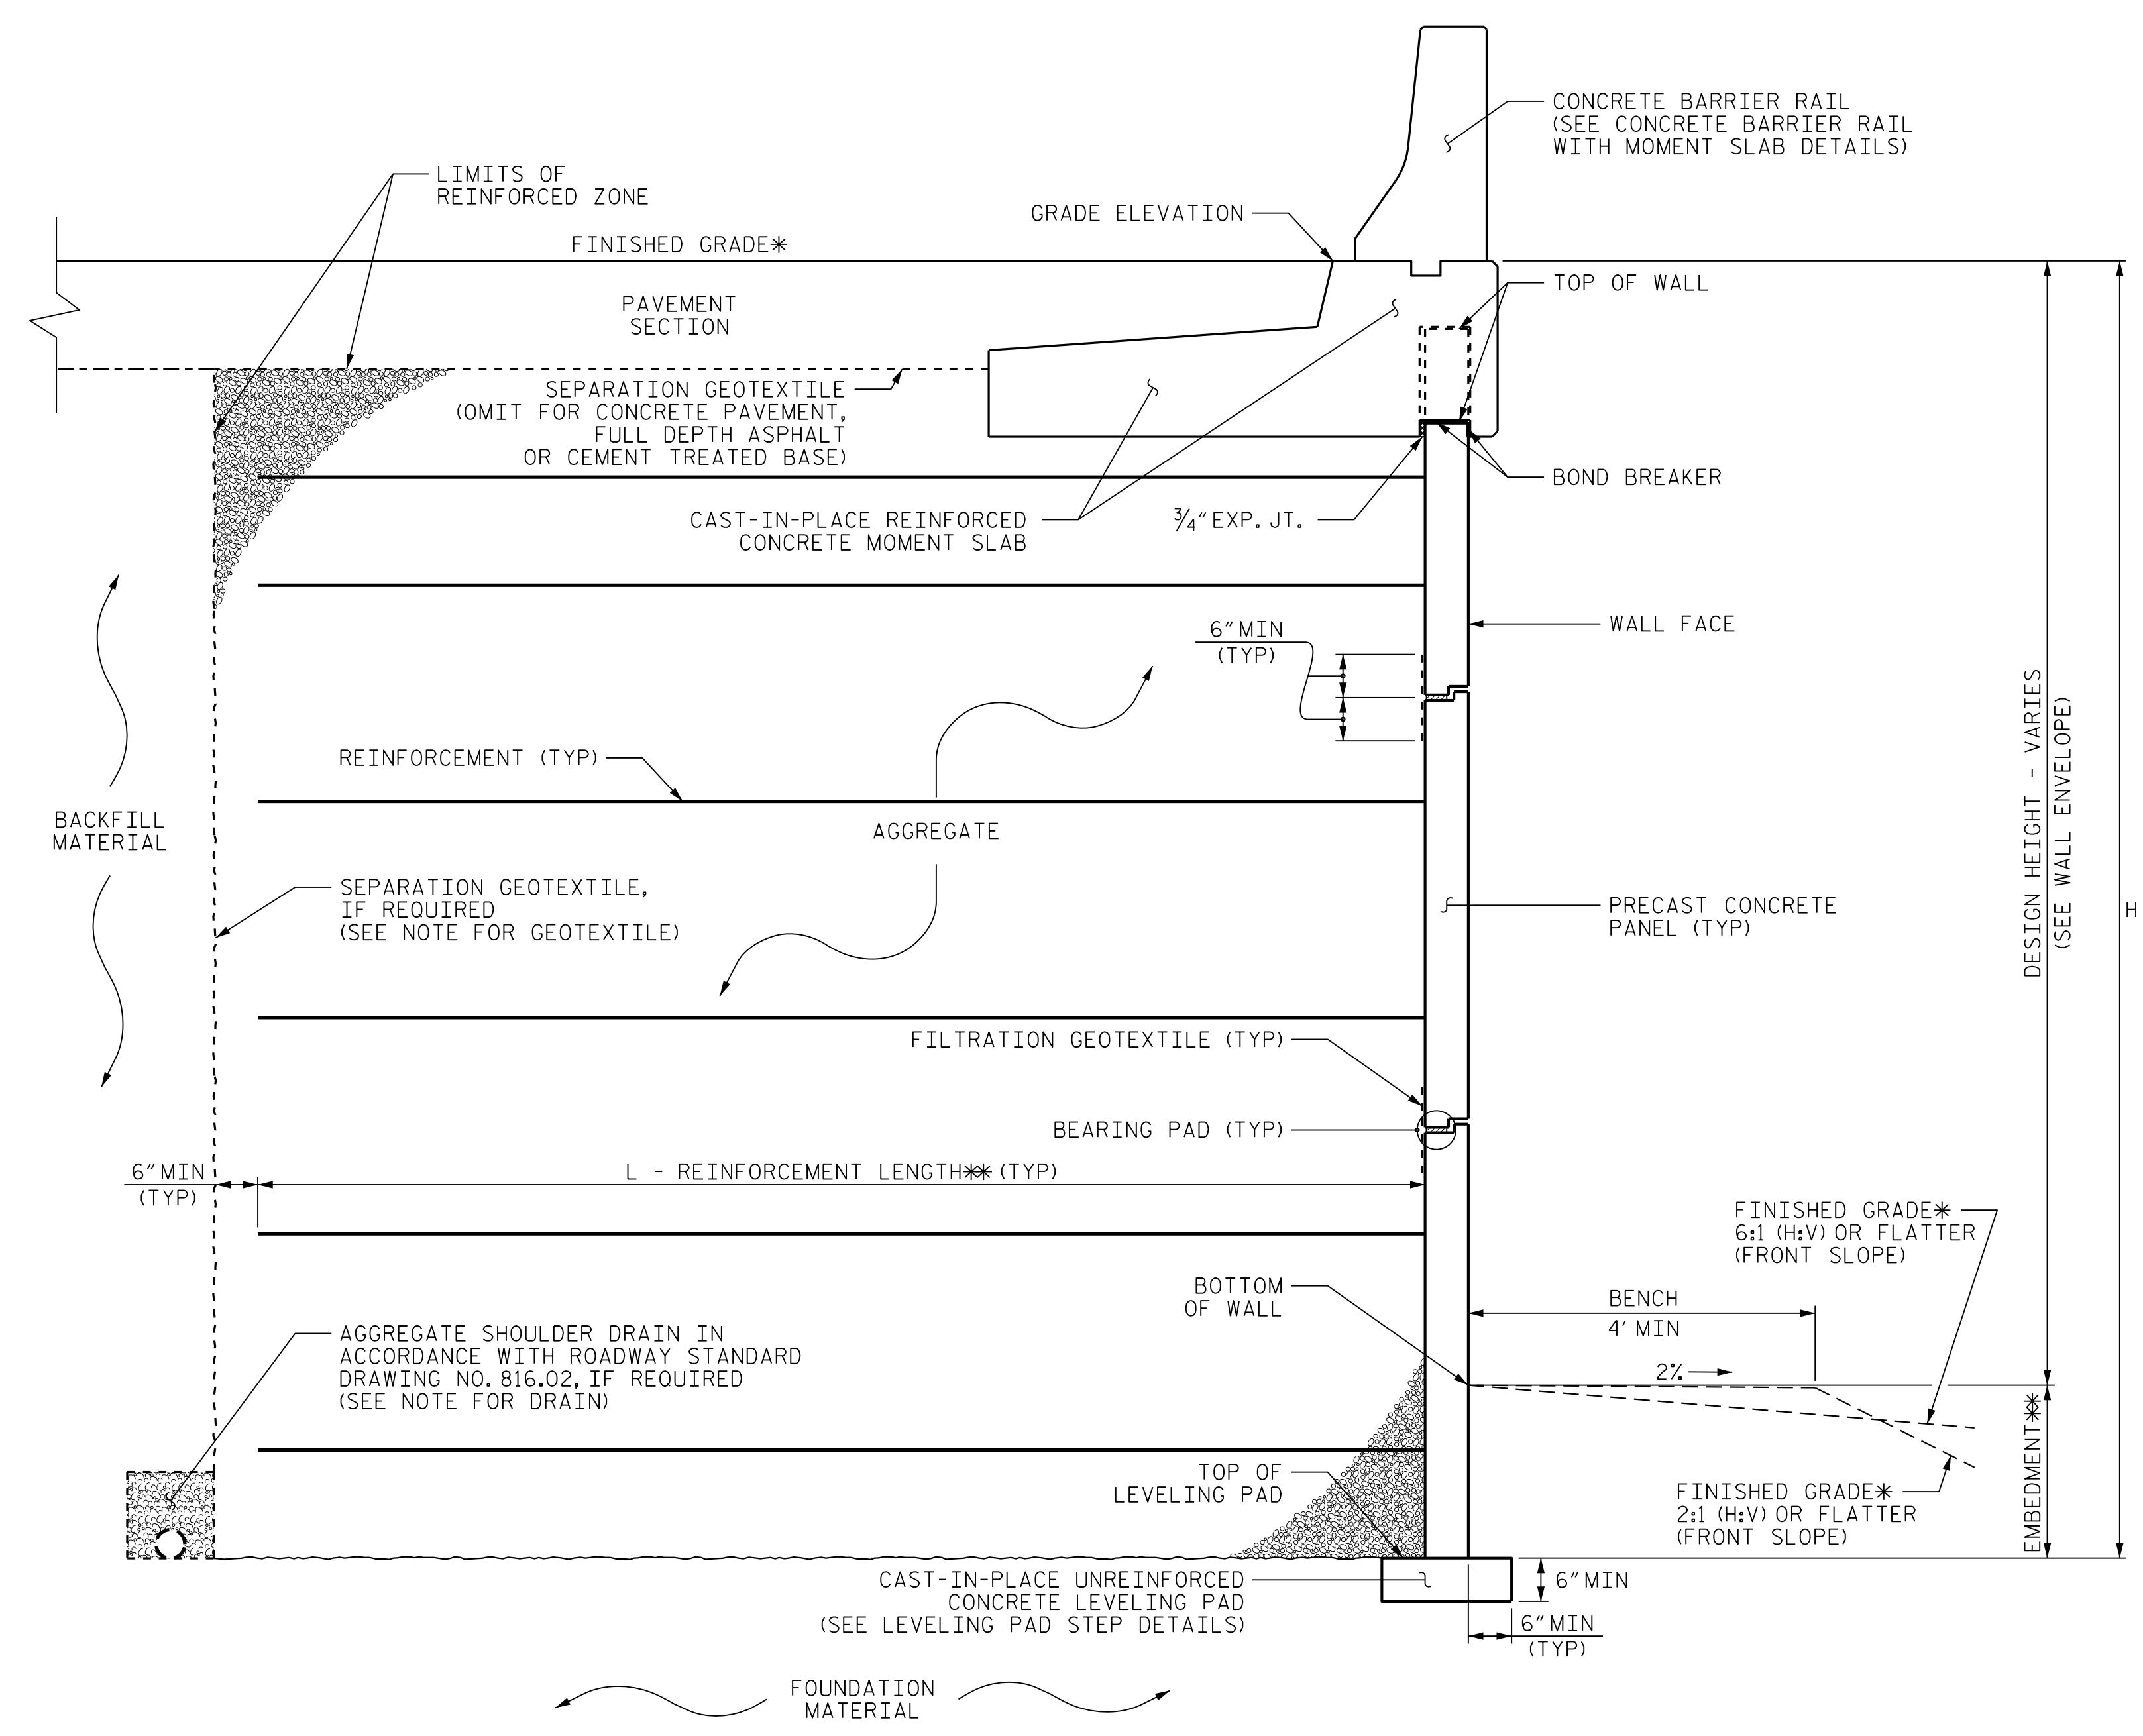 CONCRETE BARRIER RAIL
(SEE CONCRETE BARRIER RAIL
WITH MOMENT SLAB DETAILS)
LIMITS OF
REINFORCED ZONE
GRADE ELEVATION
FINISHED GRADE*
TOP OF WALL
PAVEMENT
SECTION
SEPARATION GEOTEXTILE
(OMIT FOR CONCRETE PAVEMENT,
FULL DEPTH ASPHALT
OR CEMENT TREATED BASE)
BOND BREAKER
CAST-IN-PLACE REINFORCED
CONCRETE MOMENT SLAB
¾" EXP. JT.
6" MIN
(TYP)
WALL FACE
DESIGN HEIGHT - VARIES
(SEE WALL ENVELOPE)
H
REINFORCEMENT (TYP)
BACKFILL
MATERIAL
AGGREGATE
SEPARATION GEOTEXTILE,
IF REQUIRED
(SEE NOTE FOR GEOTEXTILE)
PRECAST CONCRETE
PANEL (TYP)
FILTRATION GEOTEXTILE (TYP)
BEARING PAD (TYP)
6" MIN
(TYP)
L - REINFORCEMENT LENGTH** (TYP)
FINISHED GRADE*
6:1 (H:V) OR FLATTER
(FRONT SLOPE)
BOTTOM
OF WALL
BENCH
4' MIN
2%
AGGREGATE SHOULDER DRAIN IN
ACCORDANCE WITH ROADWAY STANDARD
DRAWING NO. 816.02, IF REQUIRED
(SEE NOTE FOR DRAIN)
EMBEDMENT**
TOP OF
LEVELING PAD
FINISHED GRADE*
2:1 (H:V) OR FLATTER
(FRONT SLOPE)
CAST-IN-PLACE UNREINFORCED
CONCRETE LEVELING PAD
(SEE LEVELING PAD STEP DETAILS)
6" MIN
6" MIN
(TYP)
FOUNDATION
MATERIAL